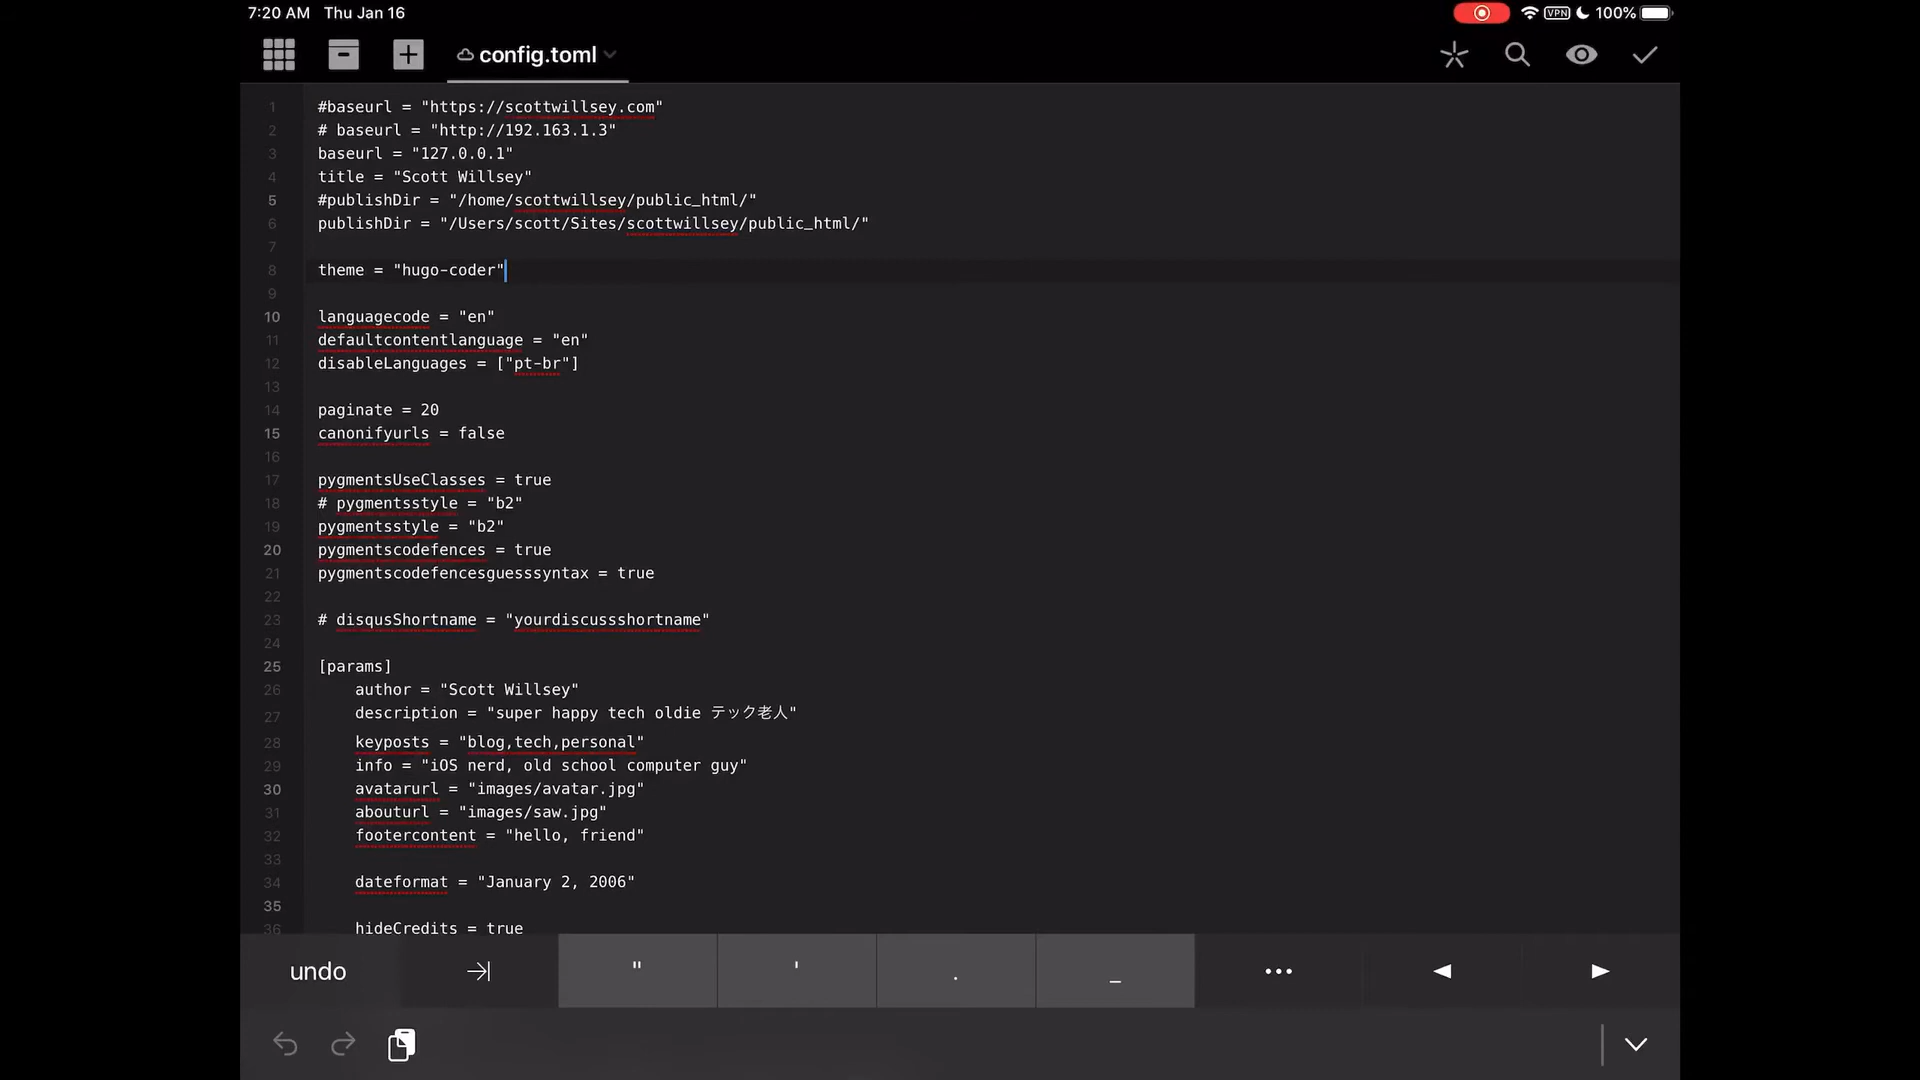 7:20 AM Thu Jan 16
VPN 100%
config.toml
1 #baseurl = "https://scottwillsey.com"
2 # baseurl = "http://192.163.1.3"
3 baseurl = "127.0.0.1"
4 title = "Scott Willsey"
5 #publishDir = "/home/scottwillsey/public_html/"
6 publishDir = "/Users/scott/Sites/scottwillsey/public_html/"
7
8 theme = "hugo-coder"
9
10 languagecode = "en"
11 defaultcontentlanguage = "en"
12 disableLanguages = ["pt-br"]
13
14 paginate = 20
15 canonifyurls = false
16
17 pygmentsUseClasses = true
18 # pygmentsstyle = "b2"
19 pygmentsstyle = "b2"
20 pygmentscodefences = true
21 pygmentscodefencesguesssyntax = true
22
23 # disqusShortname = "yourdiscussshortname"
24
25 [params]
26 author = "Scott Willsey"
27 description = "super happy tech oldie テック老人"
28 keyposts = "blog,tech,personal"
29 info = "iOS nerd, old school computer guy"
30 avatarurl = "images/avatar.jpg"
31 abouturl = "images/saw.jpg"
32 footercontent = "hello, friend"
33
34 dateformat = "January 2, 2006"
35
36 hideCredits = true
undo " ' . _ •••